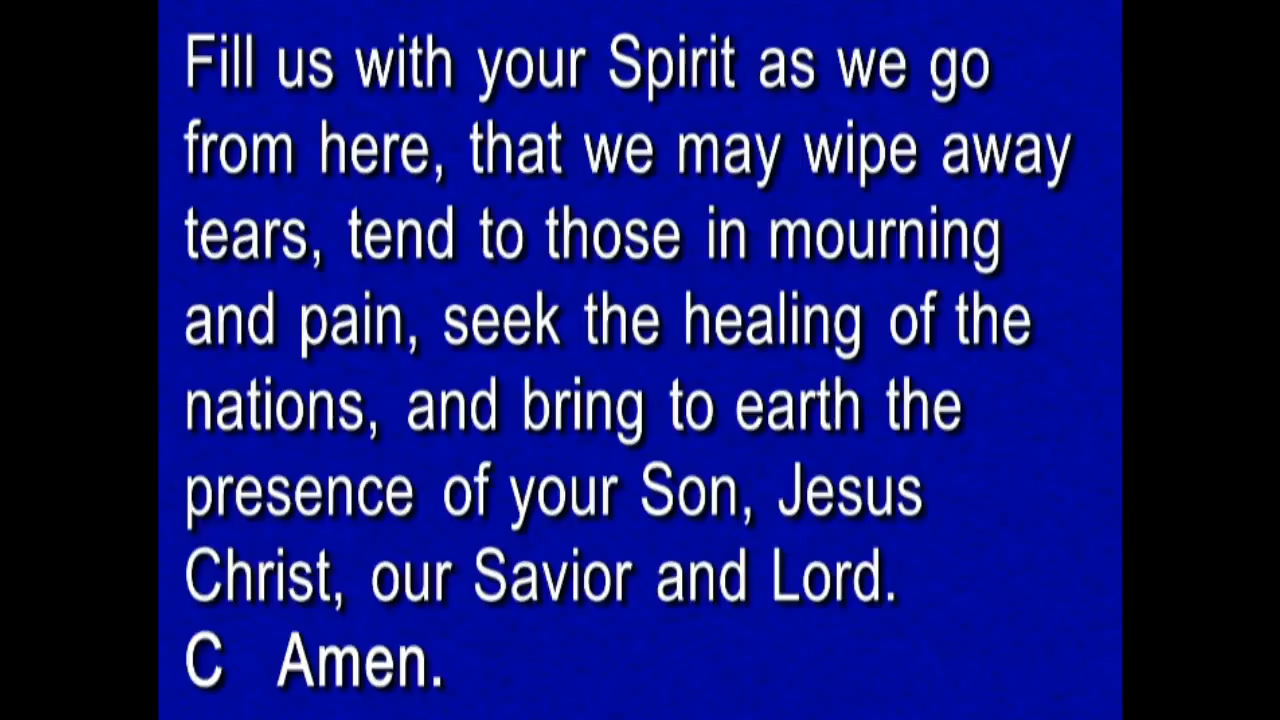 Fill us with your Spirit as we go
from here, that we may wipe away
tears, tend to those in mourning
and pain, seek the healing of the
nations, and bring to earth the
presence of your Son, Jesus
Christ, our Savior and Lord.
C Amen.